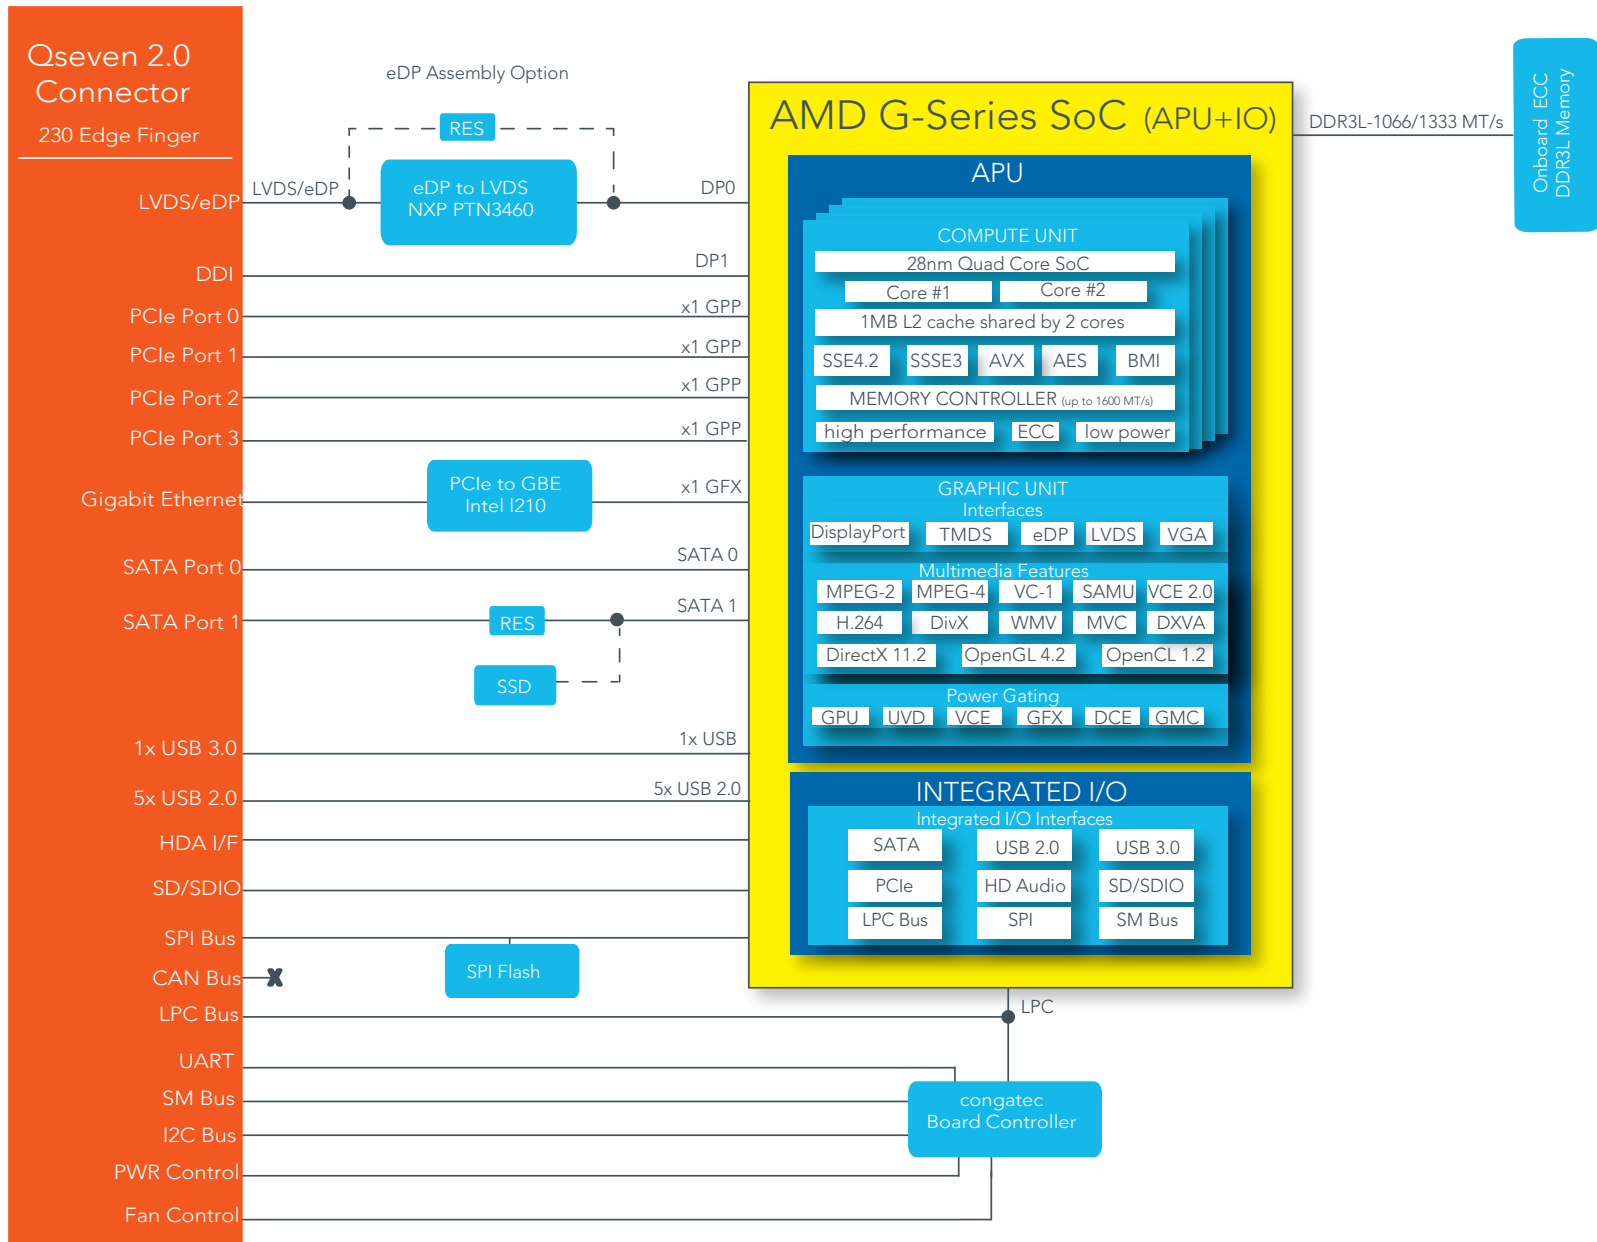 Qseven 2.0
Connector
230 Edge Finger
LVDS/eDP
DDI
PCIe Port 0
PCIe Port 1
PCIe Port 2
PCIe Port 3
Gigabit Ethernet
SATA Port 0
SATA Port 1
1x USB 3.0
5x USB 2.0
HDA I/F
SD/SDIO
SPI Bus
CAN Bus
LPC Bus
UART
SM Bus
I2C Bus
PWR Control
Fan Control
eDP Assembly Option
RES
LVDS/eDP
eDP to LVDS
NXP PTN3460
DP0
DP1
x1 GPP
x1 GPP
x1 GPP
x1 GPP
PCIe to GBE
Intel I210
x1 GFX
SATA 0
SATA 1
RES
SSD
1x USB
5x USB 2.0
SPI Flash
X
AMD G-Series SoC (APU+IO)
APU
COMPUTE UNIT
28nm Quad Core SoC
Core #1 Core #2
1MB L2 cache shared by 2 cores
SSE4.2 SSSE3 AVX AES BMI
MEMORY CONTROLLER (up to 1600 MT/s)
high performance ECC low power
GRAPHIC UNIT
Interfaces
DisplayPort TMDS eDP LVDS VGA
Multimedia Features
MPEG-2 MPEG-4 VC-1 SAMU VCE 2.0
H.264 DivX WMV MVC DXVA
DirectX 11.2 OpenGL 4.2 OpenCL 1.2
Power Gating
GPU UVD VCE GFX DCE GMC
INTEGRATED I/O
Integrated I/O Interfaces
SATA USB 2.0 USB 3.0
PCIe HD Audio SD/SDIO
LPC Bus SPI SM Bus
LPC
congatec
Board Controller
DDR3L-1066/1333 MT/s
Onboard ECC
DDR3L Memory